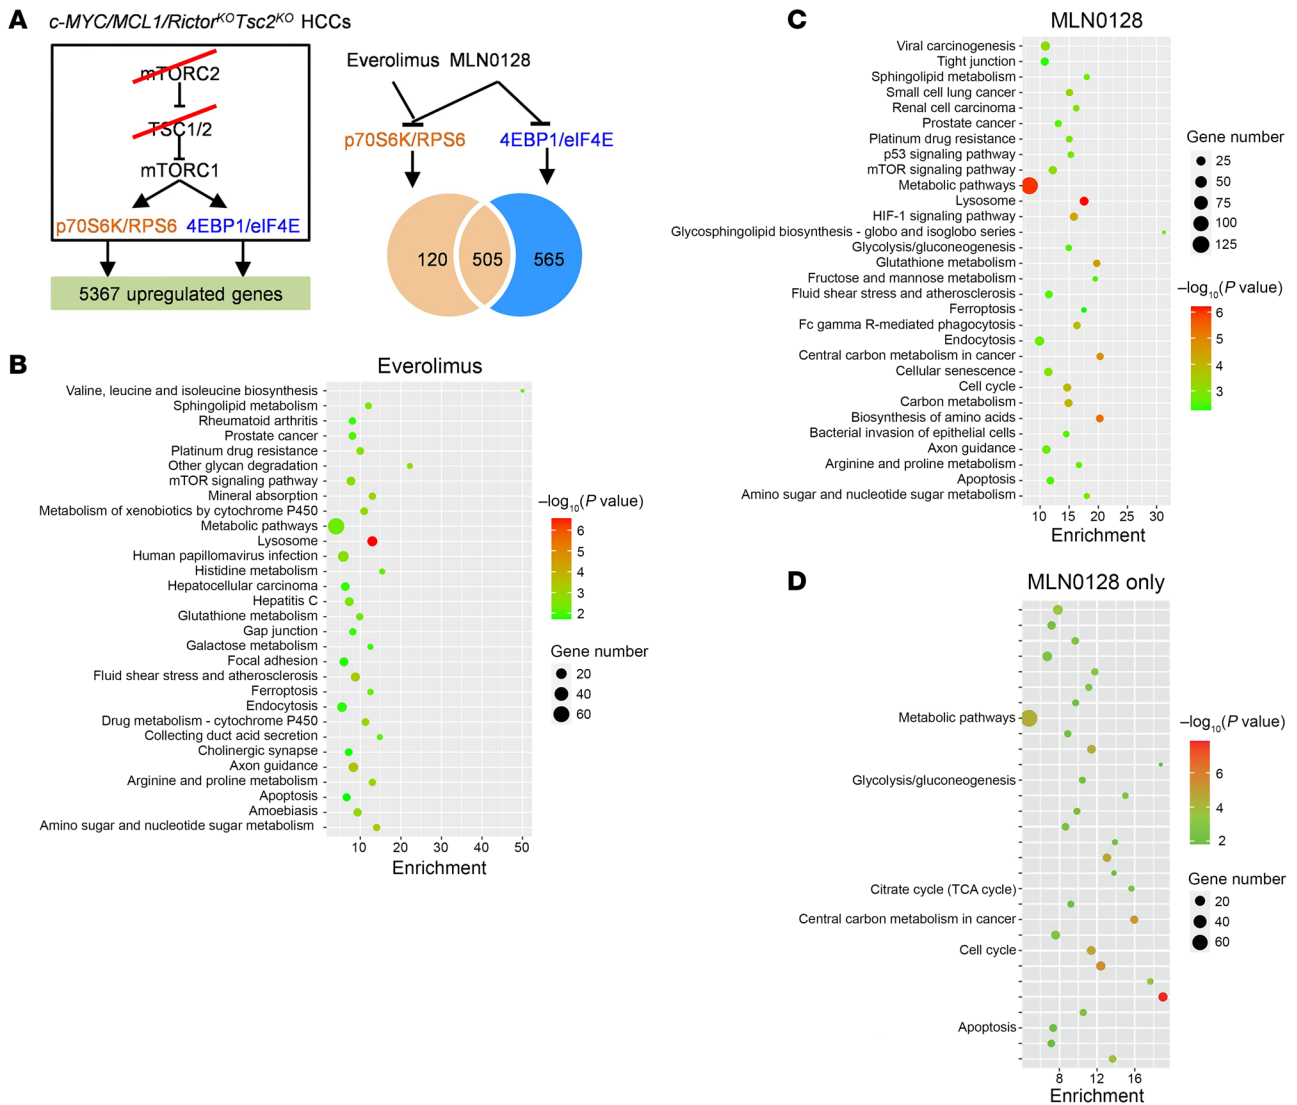 A
c-MYC/MCL1/RictorKOTsc2KO HCCs
mTORC2
TSC1/2
mTORC1
p70S6K/RPS6 4EBP1/eIF4E
5367 upregulated genes
Everolimus MLN0128
p70S6K/RPS6 4EBP1/eIF4E
120 505 565
B
Everolimus
Valine, leucine and isoleucine biosynthesis
Sphingolipid metabolism
Rheumatoid arthritis
Prostate cancer
Platinum drug resistance
Other glycan degradation
mTOR signaling pathway
Mineral absorption
Metabolism of xenobiotics by cytochrome P450
Metabolic pathways
Lysosome
Human papillomavirus infection
Histidine metabolism
Hepatocellular carcinoma
Hepatitis C
Glutathione metabolism
Gap junction
Galactose metabolism
Focal adhesion
Fluid shear stress and atherosclerosis
Ferroptosis
Endocytosis
Drug metabolism - cytochrome P450
Collecting duct acid secretion
Cholinergic synapse
Axon guidance
Arginine and proline metabolism
Apoptosis
Amoebiasis
Amino sugar and nucleotide sugar metabolism
10 20 30 40 50
Enrichment
–log10(P value)
6
5
4
3
2
Gene number
20
40
60
C
MLN0128
Viral carcinogenesis
Tight junction
Sphingolipid metabolism
Small cell lung cancer
Renal cell carcinoma
Prostate cancer
Platinum drug resistance
p53 signaling pathway
mTOR signaling pathway
Metabolic pathways
Lysosome
HIF-1 signaling pathway
Glycosphingolipid biosynthesis - globo and isoglobo series
Glycolysis/gluconeogenesis
Glutathione metabolism
Fructose and mannose metabolism
Fluid shear stress and atherosclerosis
Ferroptosis
Fc gamma R-mediated phagocytosis
Endocytosis
Central carbon metabolism in cancer
Cellular senescence
Cell cycle
Carbon metabolism
Biosynthesis of amino acids
Bacterial invasion of epithelial cells
Axon guidance
Arginine and proline metabolism
Apoptosis
Amino sugar and nucleotide sugar metabolism
10 15 20 25 30
Enrichment
Gene number
25
50
75
100
125
–log10(P value)
6
5
4
3
D
MLN0128 only
Metabolic pathways
Glycolysis/gluconeogenesis
Citrate cycle (TCA cycle)
Central carbon metabolism in cancer
Cell cycle
Apoptosis
8 12 16
Enrichment
–log10(P value)
6
4
2
Gene number
20
40
60